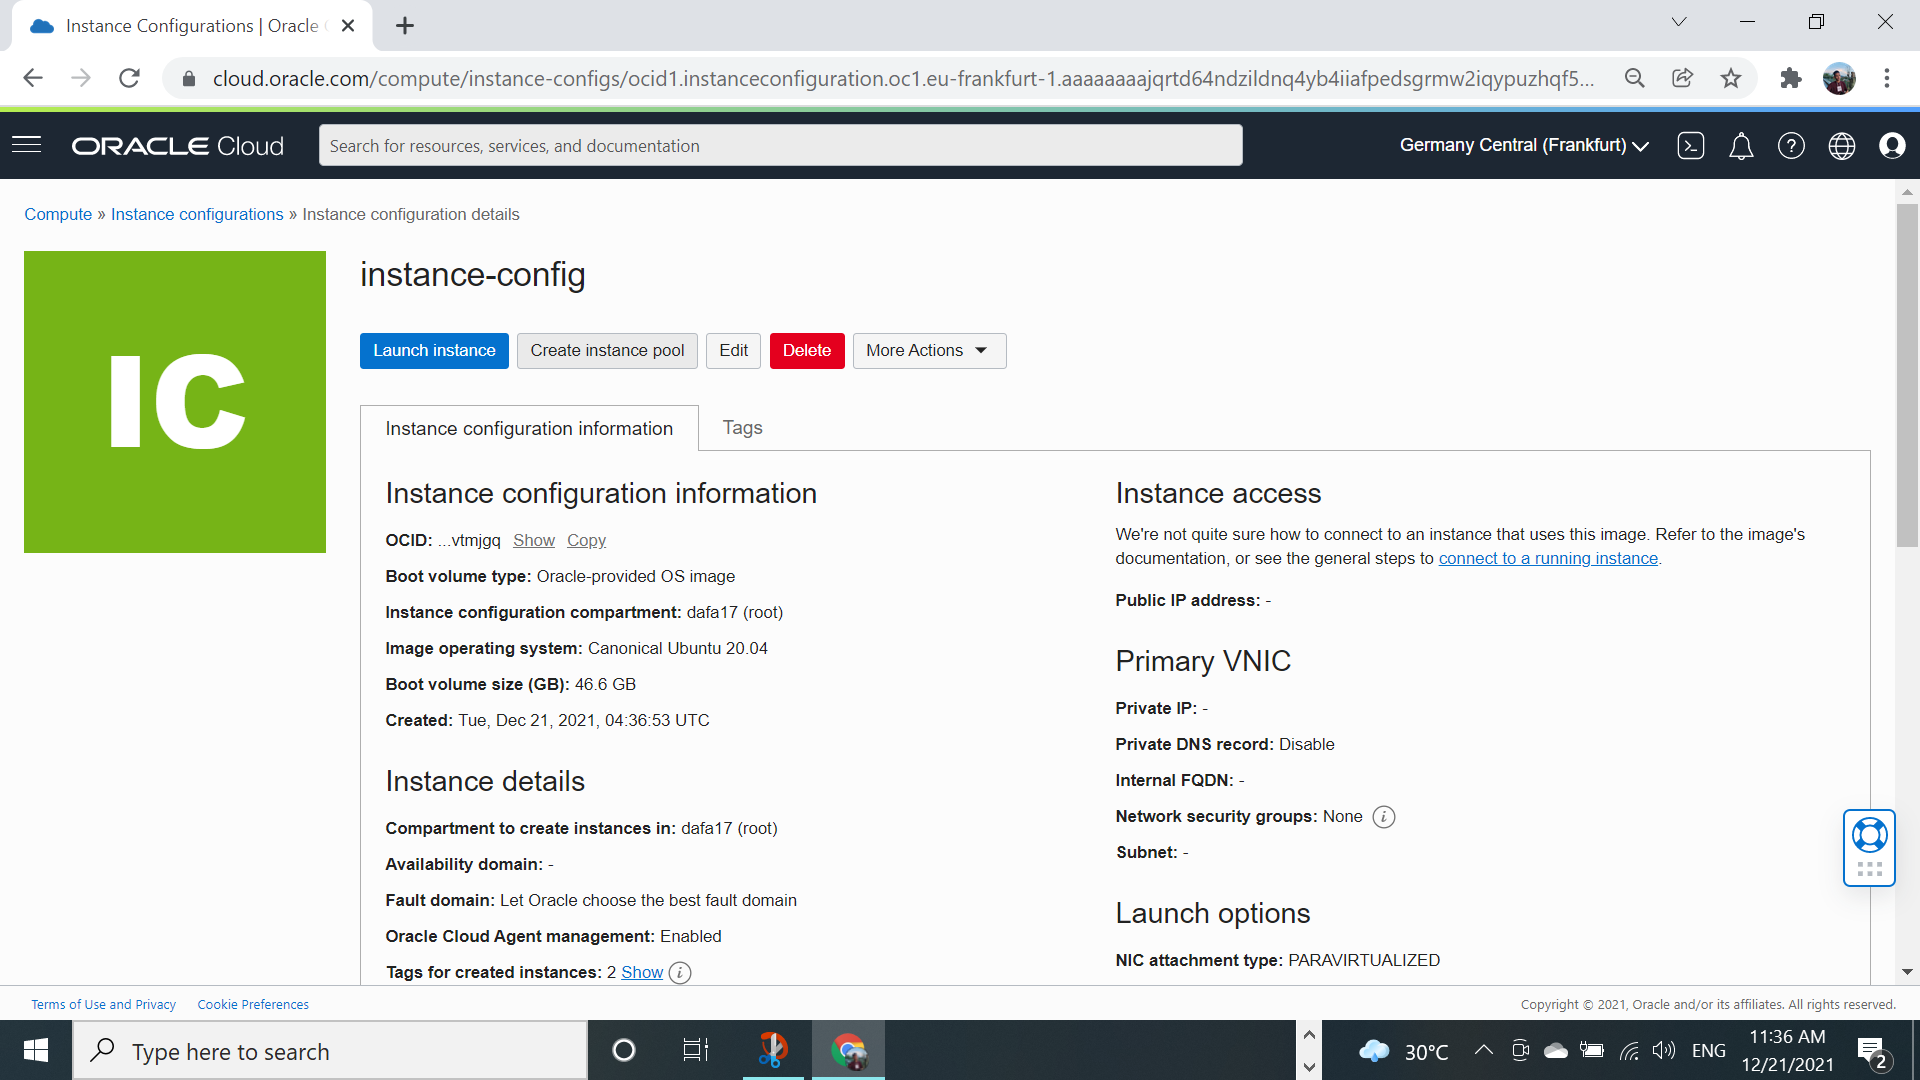 Instance Configurations | Oracle
cloud.oracle.com/compute/instance-configs/ocid1.instanceconfiguration.oc1.eu-frankfurt-1.aaaaaaaajqrtd64ndzildnq4yb4iiafpedsgrmw2iqypuzhqf5...
ORACLE Cloud
Search for resources, services, and documentation
Germany Central (Frankfurt)
Compute » Instance configurations » Instance configuration details
IC
instance-config
Launch instance
Create instance pool
Edit
Delete
More Actions
Instance configuration information
Tags
Instance configuration information
OCID: ...vtmjgq Show Copy
Boot volume type: Oracle-provided OS image
Instance configuration compartment: dafa17 (root)
Image operating system: Canonical Ubuntu 20.04
Boot volume size (GB): 46.6 GB
Created: Tue, Dec 21, 2021, 04:36:53 UTC
Instance details
Compartment to create instances in: dafa17 (root)
Availability domain: -
Fault domain: Let Oracle choose the best fault domain
Oracle Cloud Agent management: Enabled
Tags for created instances: 2 Show
Instance access
We're not quite sure how to connect to an instance that uses this image. Refer to the image's
documentation, or see the general steps to connect to a running instance.
Public IP address: -
Primary VNIC
Private IP: -
Private DNS record: Disable
Internal FQDN: -
Network security groups: None
Subnet: -
Launch options
NIC attachment type: PARAVIRTUALIZED
Terms of Use and Privacy
Cookie Preferences
Copyright © 2021, Oracle and/or its affiliates. All rights reserved.
Type here to search
30°C
ENG
11:36 AM
12/21/2021
2